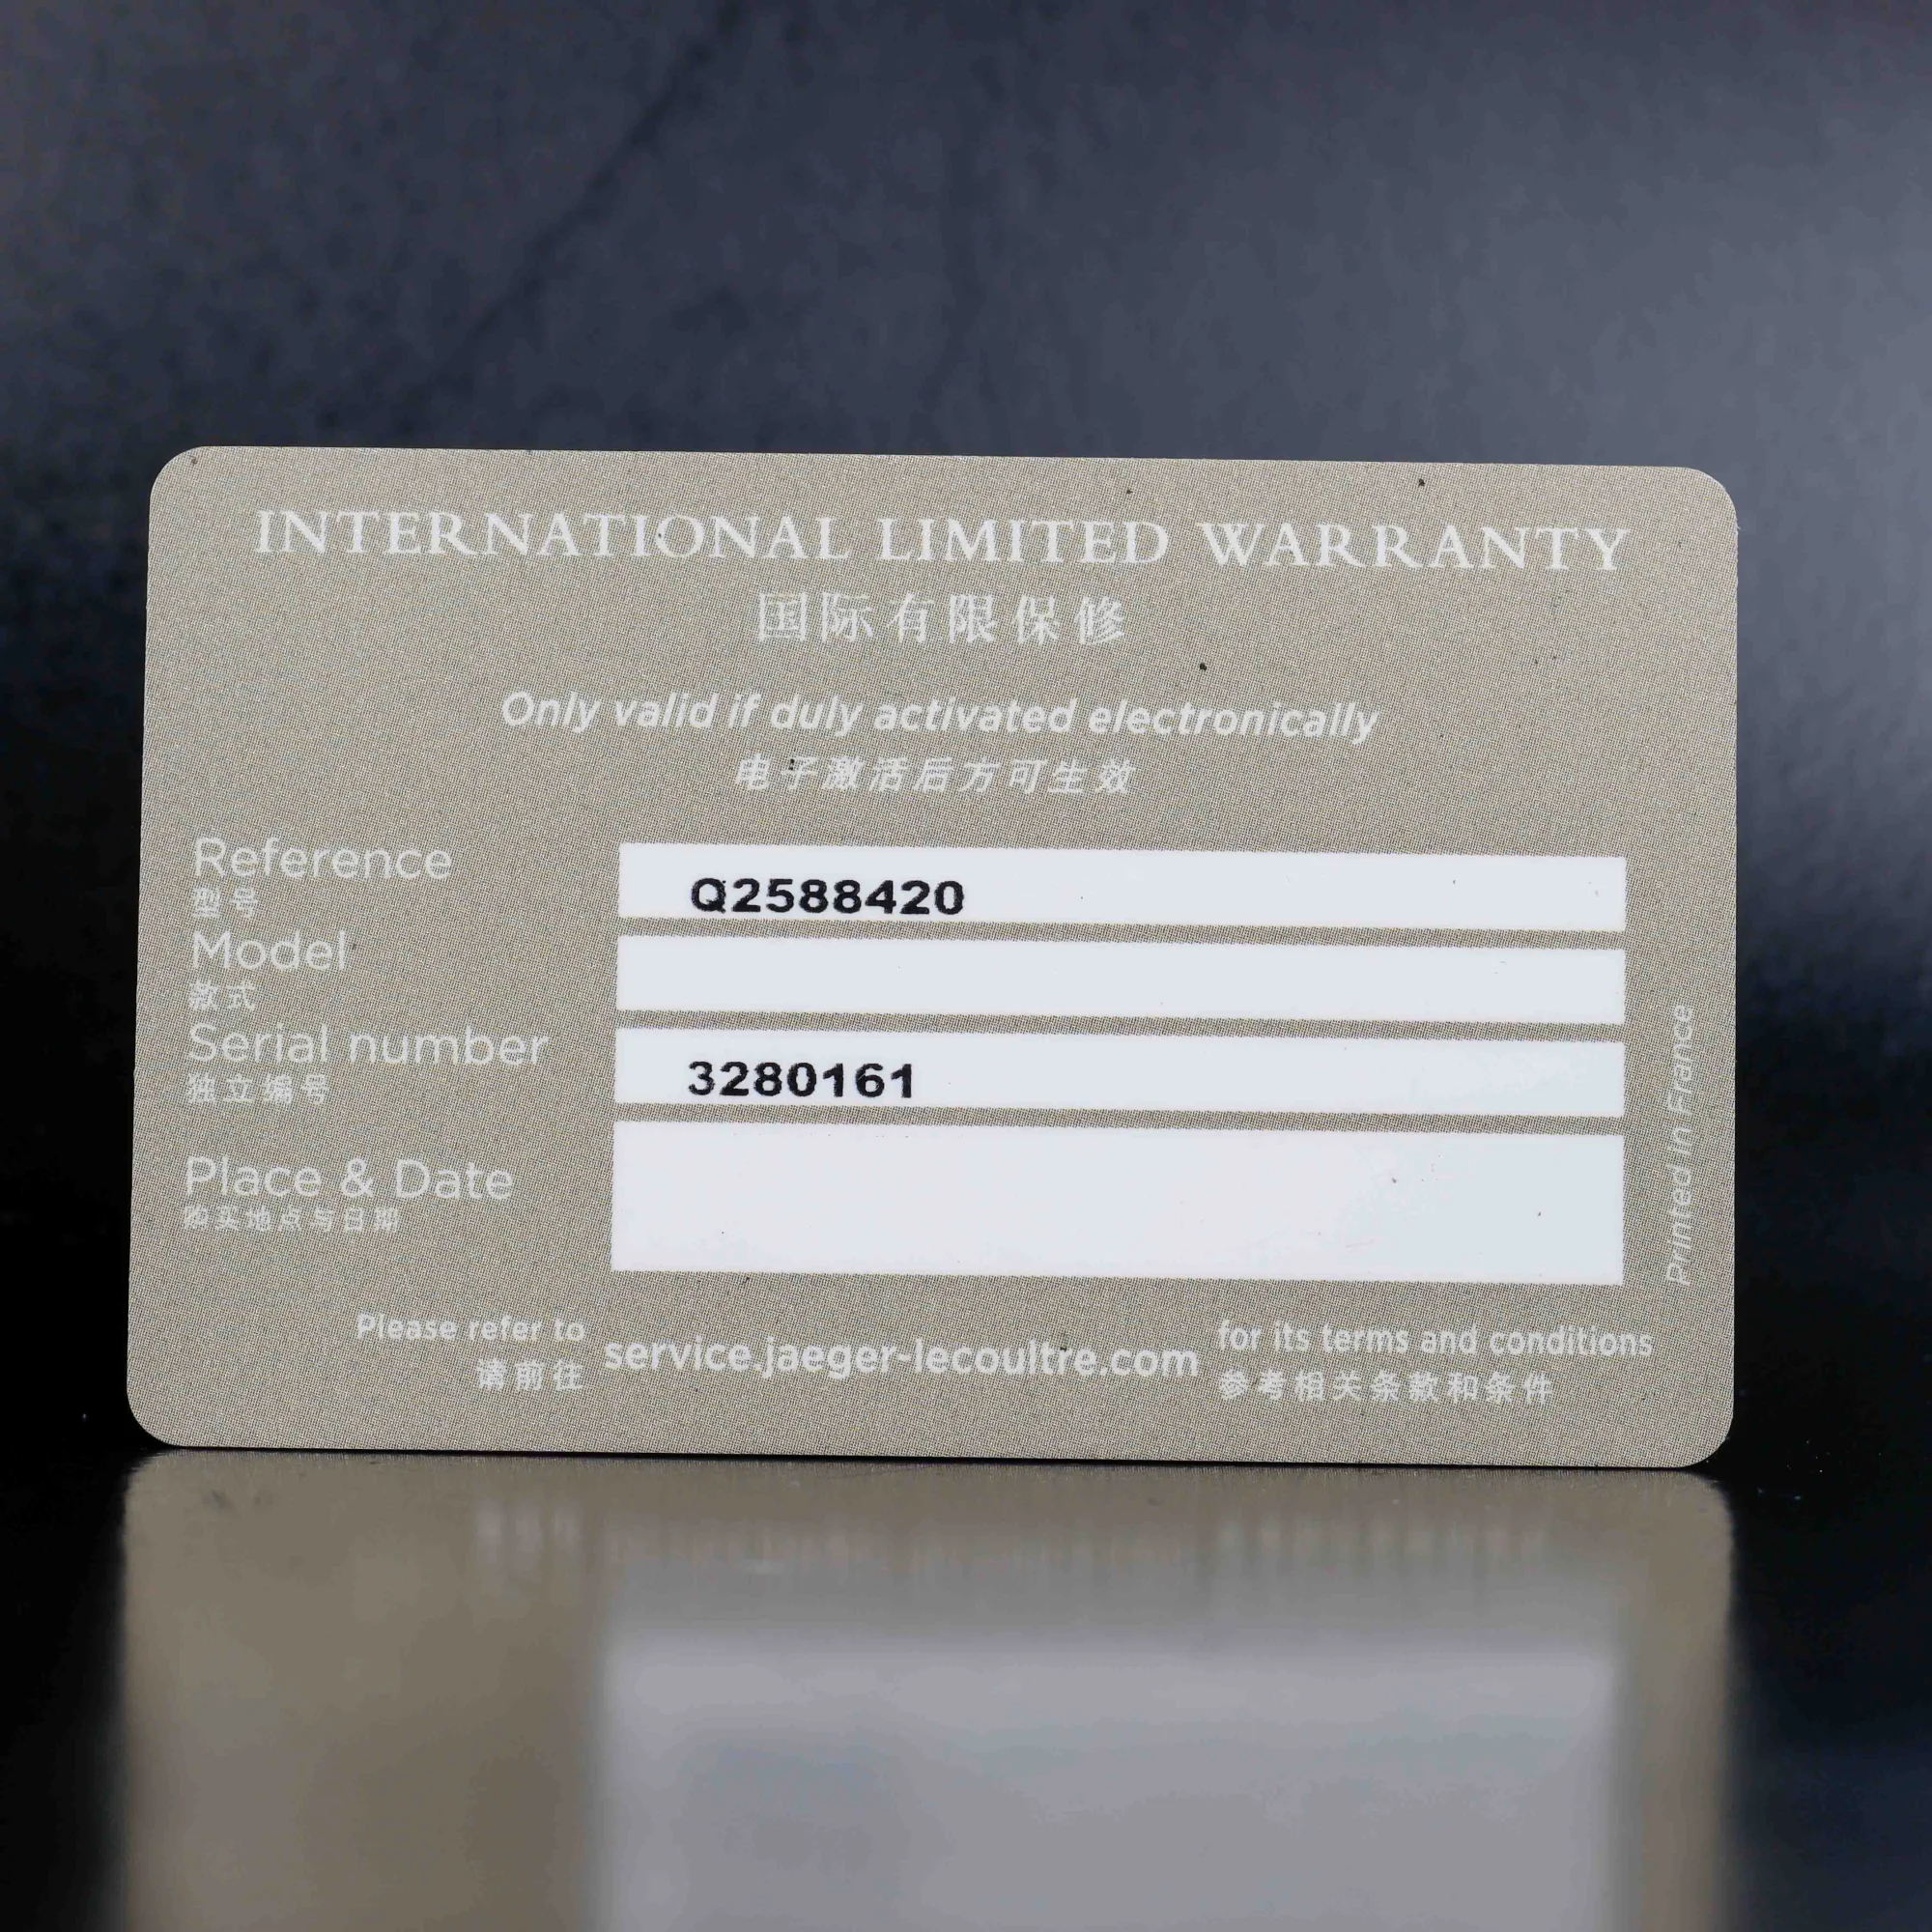 INTERNATIONAL LIMITED WARRANTY
国际有限保修
Only valid if duly activated electronically
电子激活后方可生效
Reference
型号
Q2588420
Model
款式
Serial number
独立编号
3280161
Place & Date
购买地点与日期
Please refer to service.jaeger-lecoultre.com for its terms and conditions
请前往 参考相关条款和条件
Printed in France